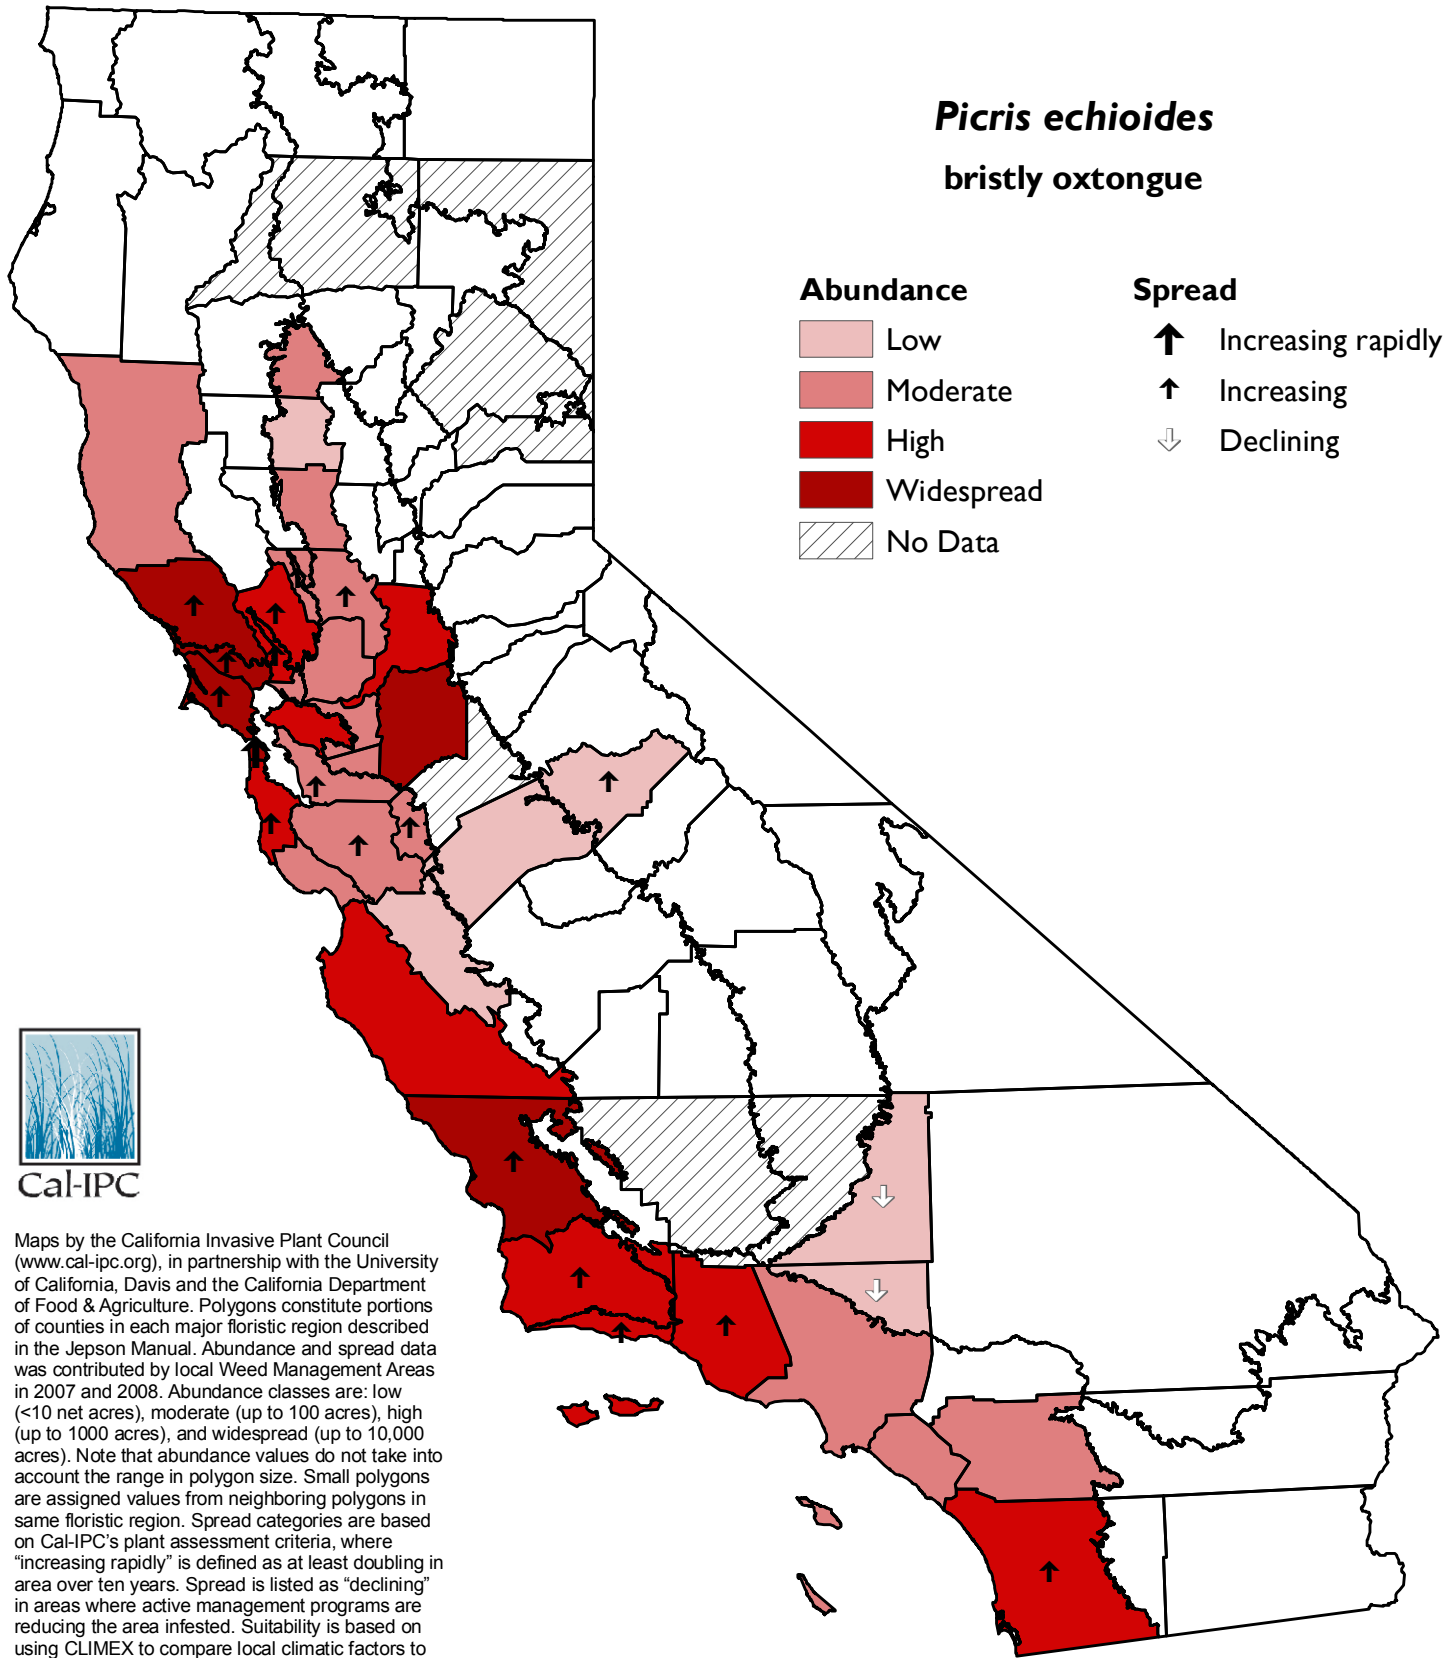 Picris echioides
bristly oxtongue
Abundance
Low
Moderate
High
Widespread
No Data
Spread
Increasing rapidly
Increasing
Declining
Cal-IPC
Maps by the California Invasive Plant Council
(www.cal-ipc.org), in partnership with the University
of California, Davis and the California Department
of Food & Agriculture. Polygons constitute portions
of counties in each major floristic region described
in the Jepson Manual. Abundance and spread data
was contributed by local Weed Management Areas
in 2007 and 2008. Abundance classes are: low
(<10 net acres), moderate (up to 100 acres), high
(up to 1000 acres), and widespread (up to 10,000
acres). Note that abundance values do not take into
account the range in polygon size. Small polygons
are assigned values from neighboring polygons in
same floristic region. Spread categories are based
on Cal-IPC’s plant assessment criteria, where
“increasing rapidly” is defined as at least doubling in
area over ten years. Spread is listed as “declining”
in areas where active management programs are
reducing the area infested. Suitability is based on
using CLIMEX to compare local climatic factors to